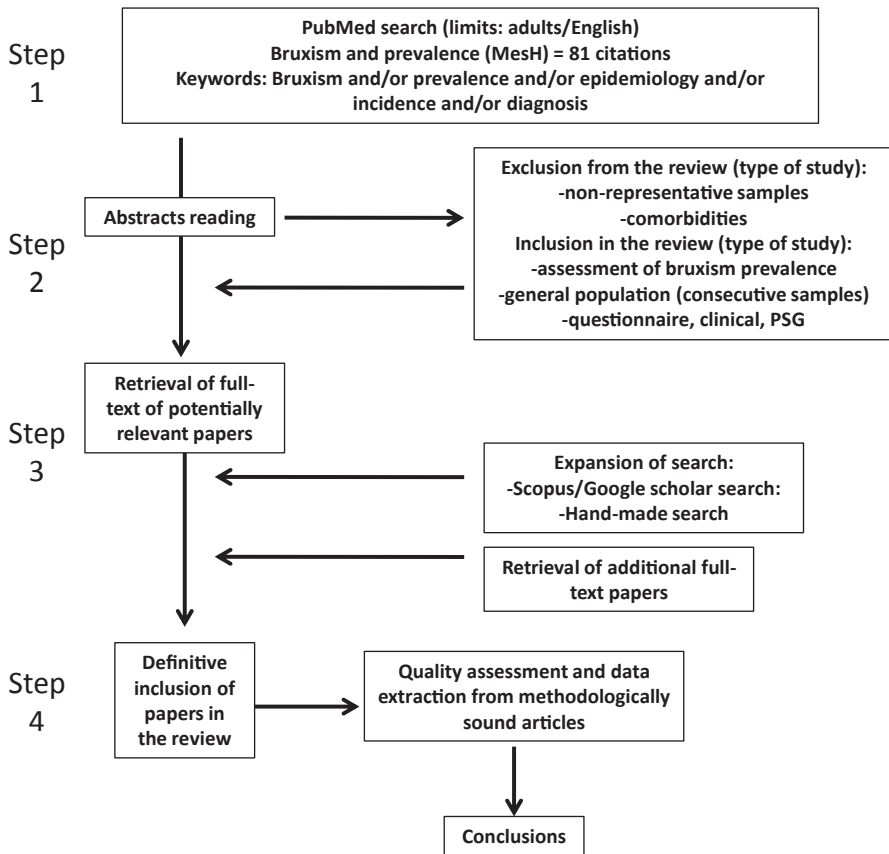 Step
1
PubMed search (limits: adults/English)
Bruxism and prevalence (MesH) = 81 citations
Keywords: Bruxism and/or prevalence and/or epidemiology and/or
incidence and/or diagnosis
Step
2
Abstracts reading
Exclusion from the review (type of study):
-non-representative samples
-comorbidities
Inclusion in the review (type of study):
-assessment of bruxism prevalence
-general population (consecutive samples)
-questionnaire, clinical, PSG
Step
3
Retrieval of full-
text of potentially
relevant papers
Expansion of search:
-Scopus/Google scholar search:
-Hand-made search
Retrieval of additional full-
text papers
Step
4
Definitive
inclusion of
papers in
the review
Quality assessment and data
extraction from methodologically
sound articles
Conclusions